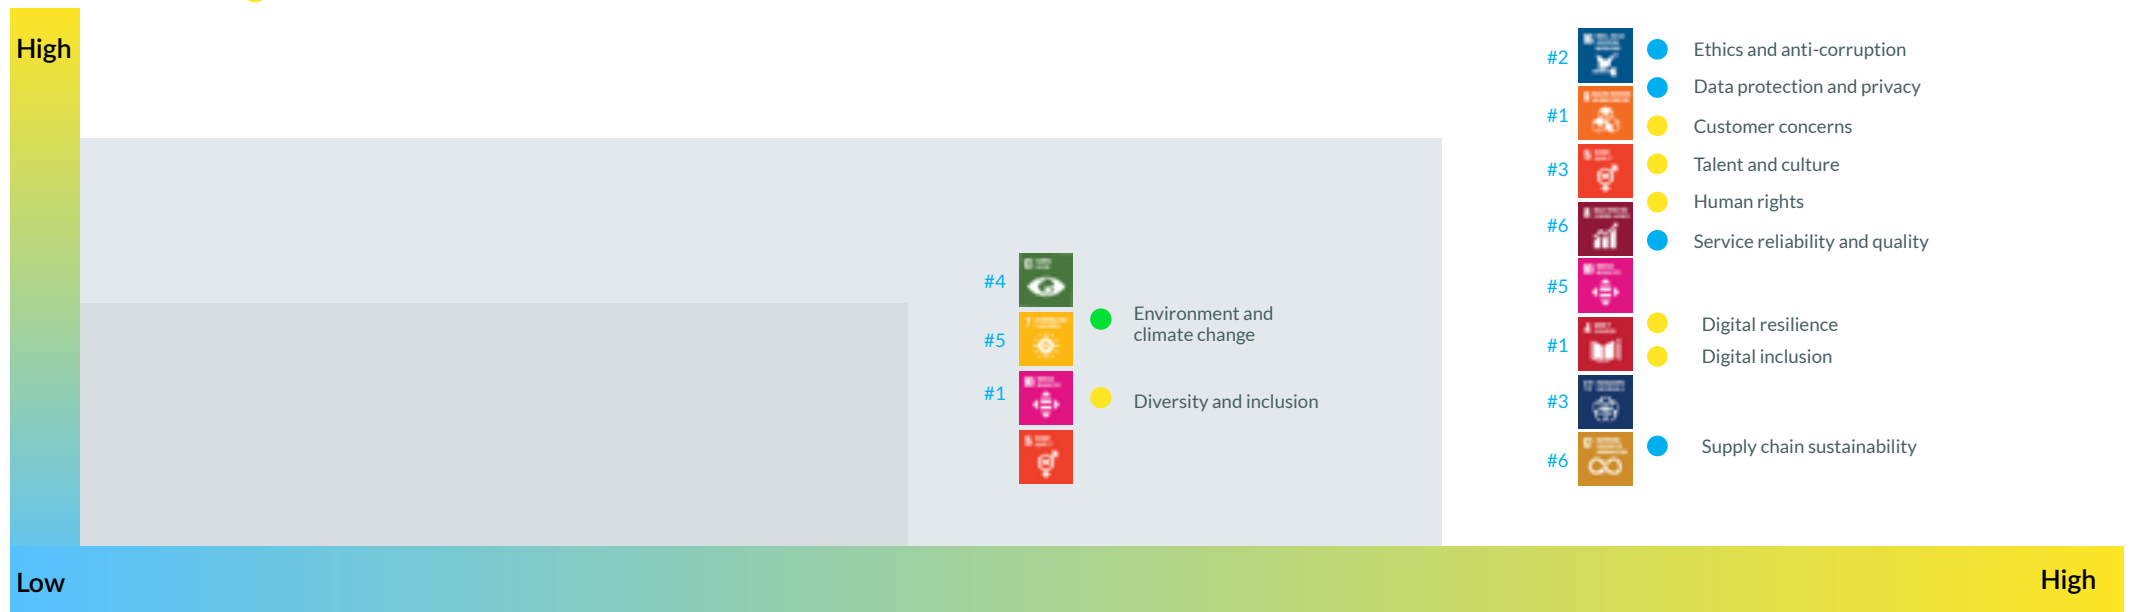 High
#2
Ethics and anti-corruption
Data protection and privacy
#1
Customer concerns
#3
Talent and culture
Human rights
#6
Service reliability and quality
#4
#5
Environment and
climate change
#5
Digital resilience
#1
Digital inclusion
#1
Diversity and inclusion
#3
#6
Supply chain sustainability
Low
High